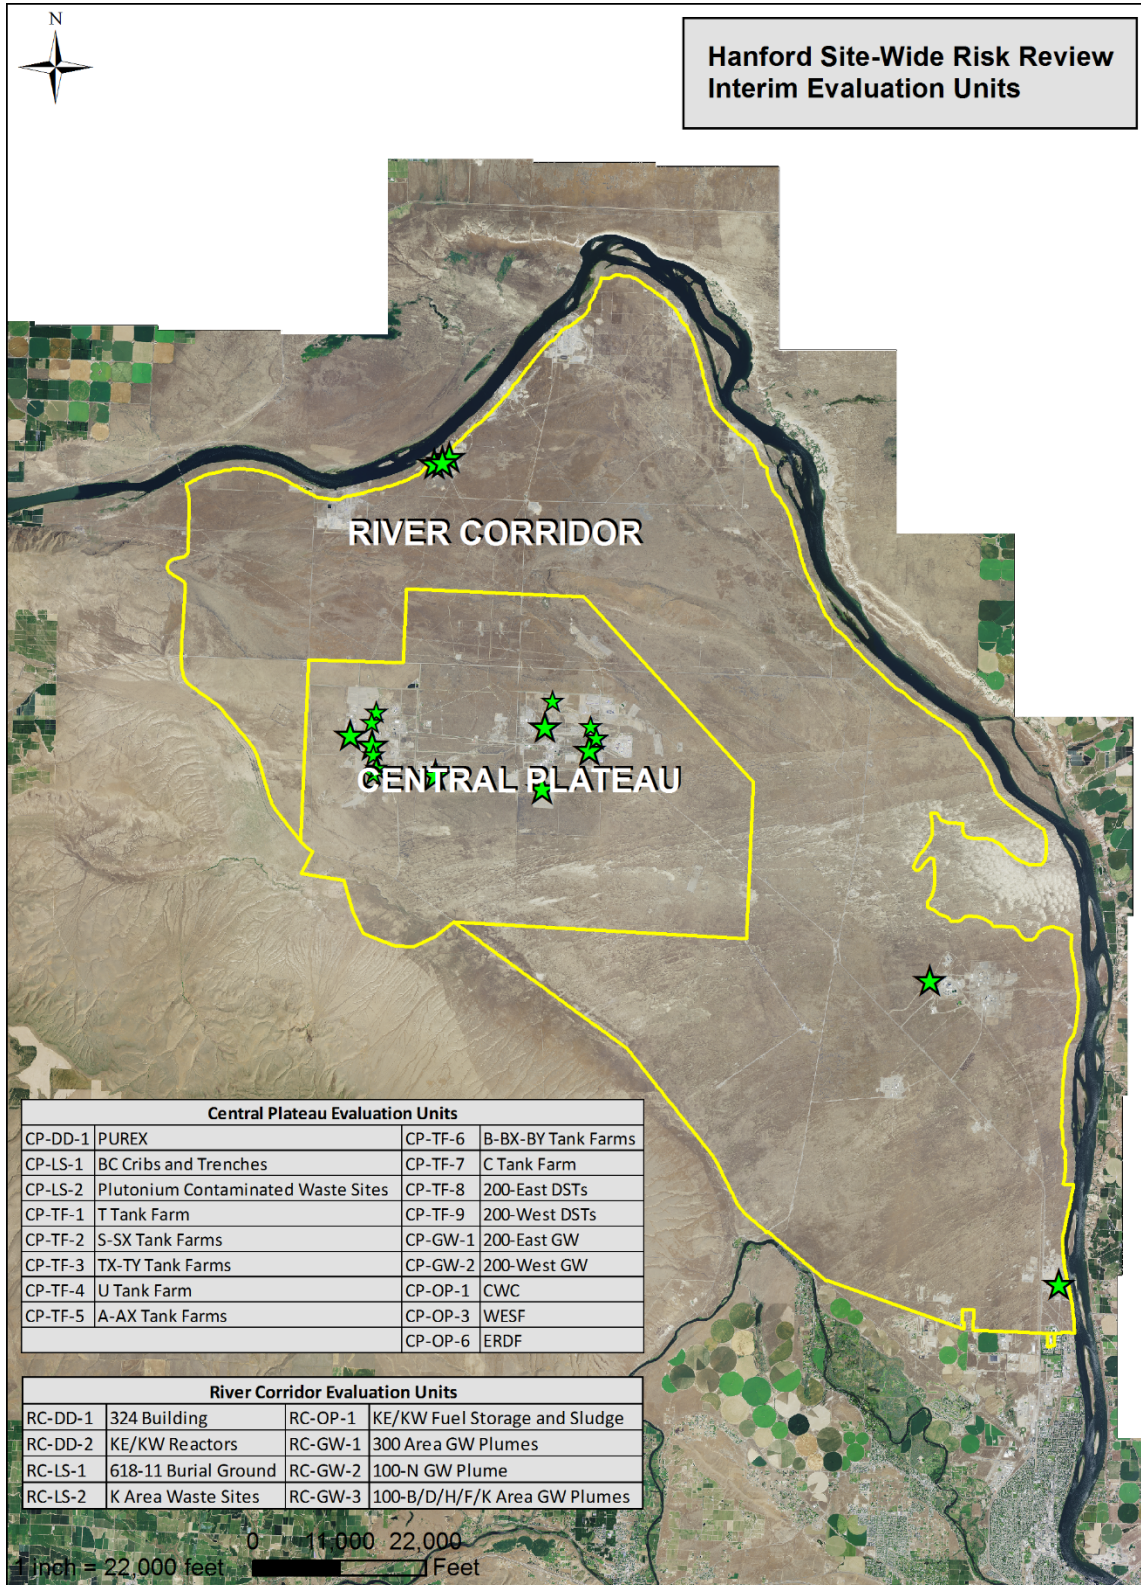 N
Hanford Site-Wide Risk Review
Interim Evaluation Units
RIVER CORRIDOR
CENTRAL PLATEAU
Central Plateau Evaluation Units
CP-DD-1 PUREX CP-TF-6 B-BX-BY Tank Farms
CP-LS-1 BC Cribs and Trenches CP-TF-7 C Tank Farm
CP-LS-2 Plutonium Contaminated Waste Sites CP-TF-8 200-East DSTs
CP-TF-1 T Tank Farm CP-TF-9 200-West DSTs
CP-TF-2 S-SX Tank Farms CP-GW-1 200-East GW
CP-TF-3 TX-TY Tank Farms CP-GW-2 200-West GW
CP-TF-4 U Tank Farm CP-OP-1 CWC
CP-TF-5 A-AX Tank Farms CP-OP-3 WESF
CP-OP-6 ERDF
River Corridor Evaluation Units
RC-DD-1 324 Building RC-OP-1 KE/KW Fuel Storage and Sludge
RC-DD-2 KE/KW Reactors RC-GW-1 300 Area GW Plumes
RC-LS-1 618-11 Burial Ground RC-GW-2 100-N GW Plume
RC-LS-2 K Area Waste Sites RC-GW-3 100-B/D/H/F/K Area GW Plumes
0 11,000 22,000
1 inch = 22,000 feet Feet